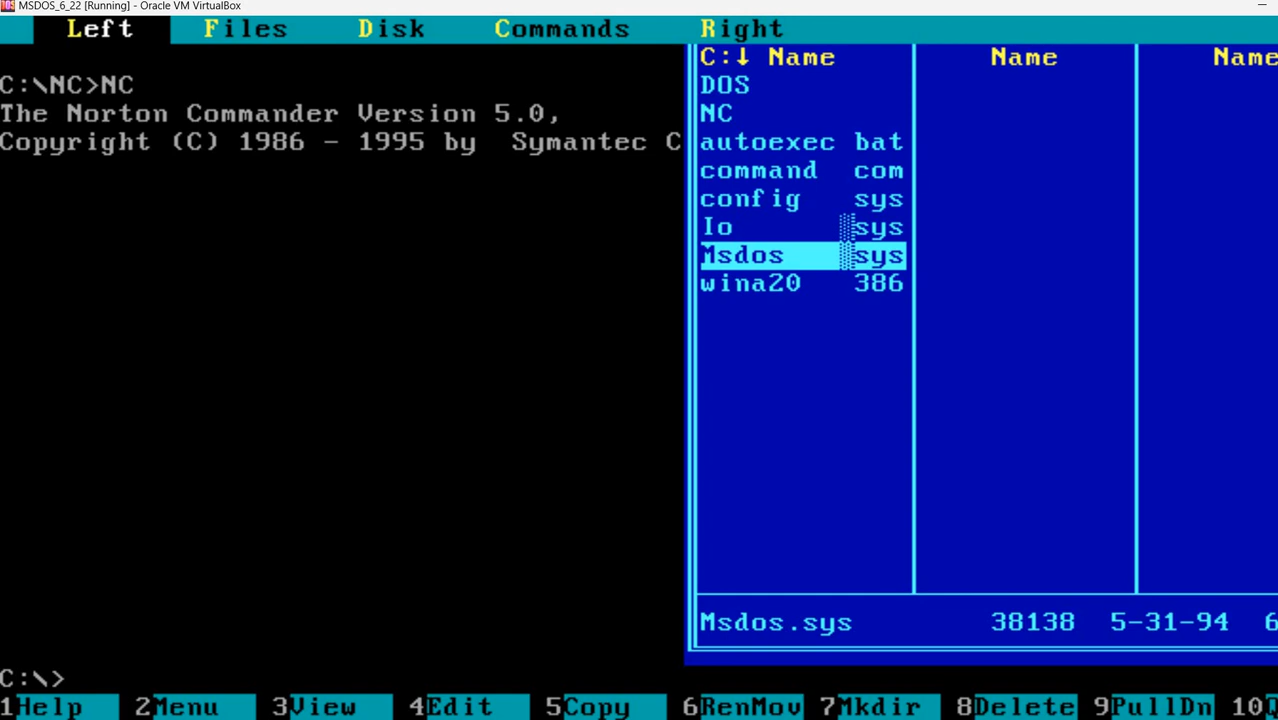 MSDOS_6_22 [Running] - Oracle VM VirtualBox
Left Files Disk Commands Right
C:\NC>NC
The Norton Commander Version 5.0,
Copyright (C) 1986 - 1995 by Symantec C
C:↓ Name Name Name
DOS
NC
autoexec bat
command com
config sys
Io ░sys
Msdos ░sys
wina20 386
Msdos.sys 38138 5-31-94 6
C:\>
1Help 2Menu 3View 4Edit 5Copy 6RenMov 7Mkdir 8Delete 9PullDn 10